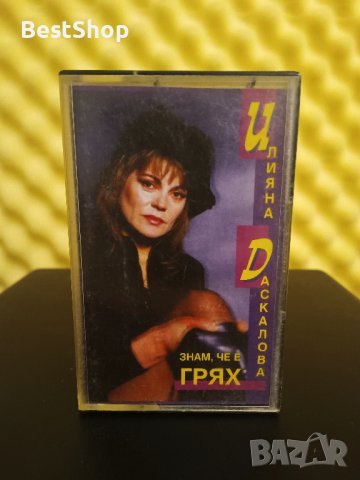 BestShop
ИЛИЯНА
ДАСКАЛОВА
ЗНАМ, ЧЕ Е
ГРЯХ
BAZAR